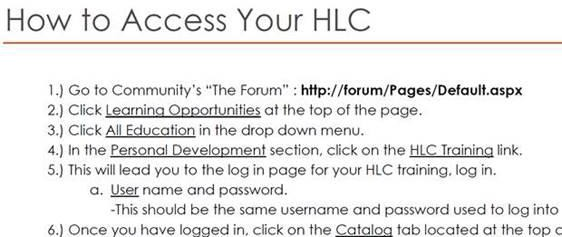 How to Access Your HLC
1.) Go to Community's "The Forum" : http://forum/Pages/Default.aspx
2.) Click Learning Opportunities at the top of the page.
3.) Click All Education in the drop down menu.
4.) In the Personal Development section, click on the HLC Training link.
5.) This will lead you to the log in page for your HLC training, log in.
a. User name and password.
-This should be the same username and password used to log into
6.) Once you have logged in, click on the Catalog tab located at the top